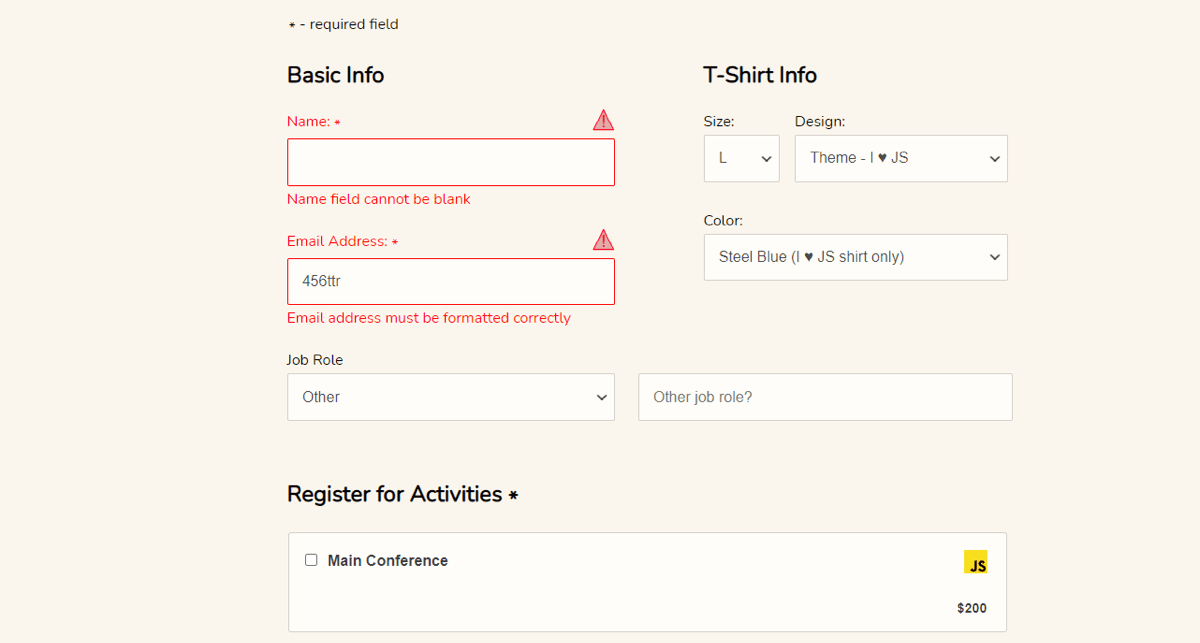 * - required field
Basic Info
Name: *
!
Name field cannot be blank
Email Address: *
!
456ttr
Email address must be formatted correctly
Job Role
Other
Other job role?
T-Shirt Info
Size:
L
Design:
Theme - I ♥ JS
Color:
Steel Blue (I ♥ JS shirt only)
Register for Activities *
Main Conference
JS
$200